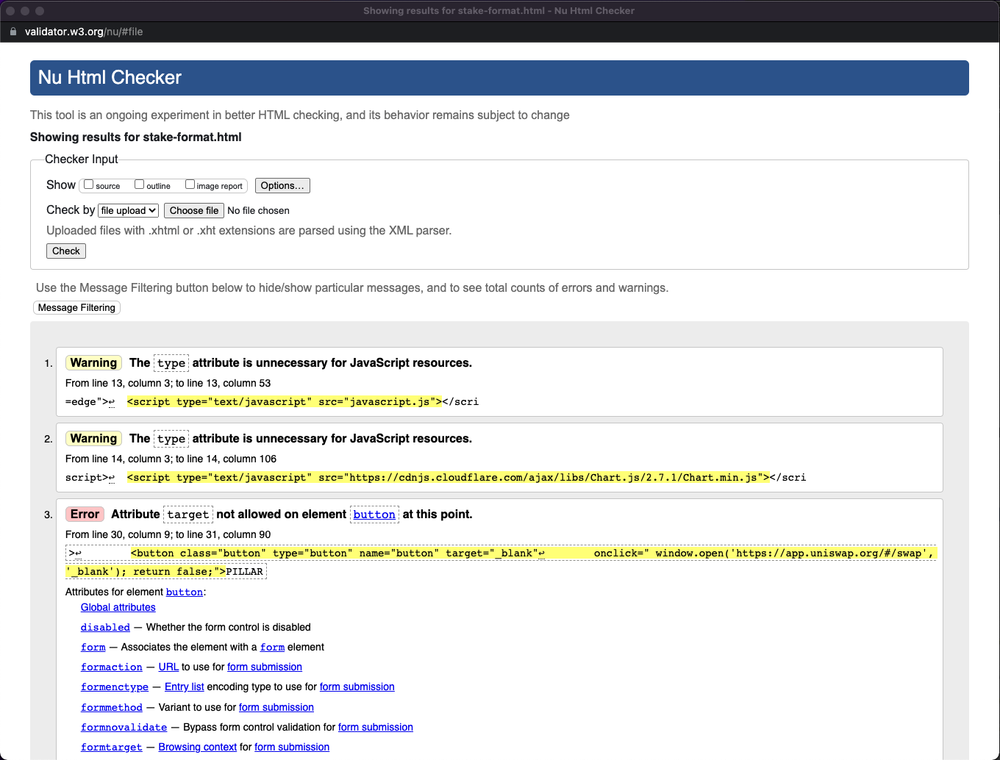 Showing results for stake-format.html - Nu Html Checker
validator.w3.org/nu/#file
Nu Html Checker
This tool is an ongoing experiment in better HTML checking, and its behavior remains subject to change
Showing results for stake-format.html
Checker Input
Show source outline image report Options...
Check by file upload Choose file No file chosen
Uploaded files with .xhtml or .xht extensions are parsed using the XML parser.
Check
Use the Message Filtering button below to hide/show particular messages, and to see total counts of errors and warnings.
Message Filtering
1. Warning The type attribute is unnecessary for JavaScript resources.
From line 13, column 3; to line 13, column 53
=edge">↩ <script type="text/javascript" src="javascript.js"></scri
2. Warning The type attribute is unnecessary for JavaScript resources.
From line 14, column 3; to line 14, column 106
script>↩ <script type="text/javascript" src="https://cdnjs.cloudflare.com/ajax/libs/Chart.js/2.7.1/Chart.min.js"></scri
3. Error Attribute target not allowed on element button at this point.
From line 30, column 9; to line 31, column 90
>↩ <button class="button" type="button" name="button" target="_blank"↩ onclick=" window.open('https://app.uniswap.org/#/swap',
'_blank'); return false;">PILLAR
Attributes for element button:
Global attributes
disabled — Whether the form control is disabled
form — Associates the element with a form element
formaction — URL to use for form submission
formenctype — Entry list encoding type to use for form submission
formmethod — Variant to use for form submission
formnovalidate — Bypass form control validation for form submission
formtarget — Browsing context for form submission